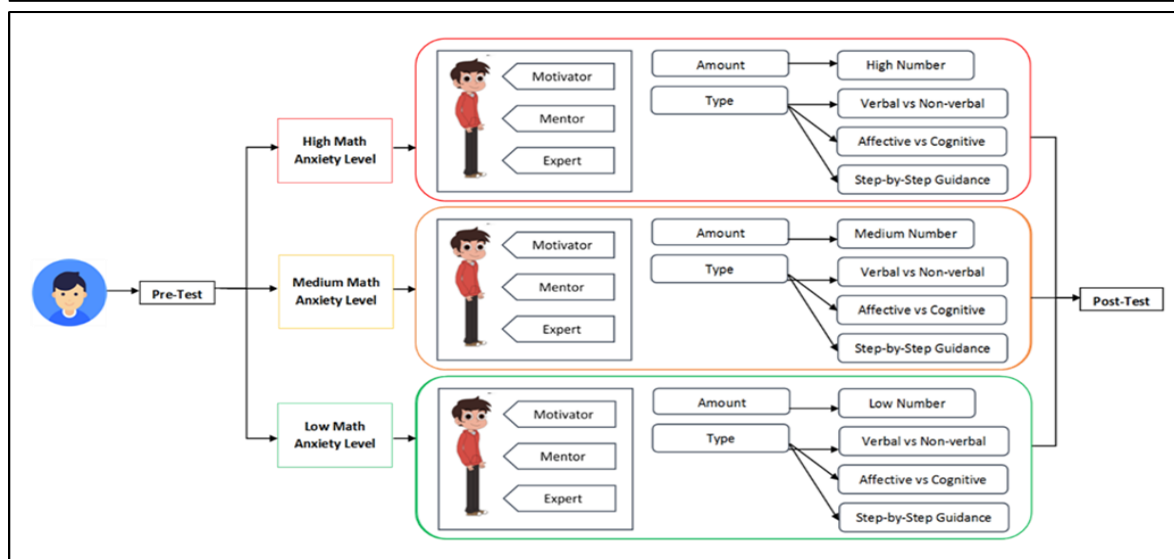 Pre-Test
High Math
Anxiety Level
Motivator
Mentor
Expert
Amount
High Number
Type
Verbal vs Non-verbal
Affective vs Cognitive
Step-by-Step Guidance
Medium Math
Anxiety Level
Motivator
Mentor
Expert
Amount
Medium Number
Type
Verbal vs Non-verbal
Affective vs Cognitive
Step-by-Step Guidance
Low Math
Anxiety Level
Motivator
Mentor
Expert
Amount
Low Number
Type
Verbal vs Non-verbal
Affective vs Cognitive
Step-by-Step Guidance
Post-Test